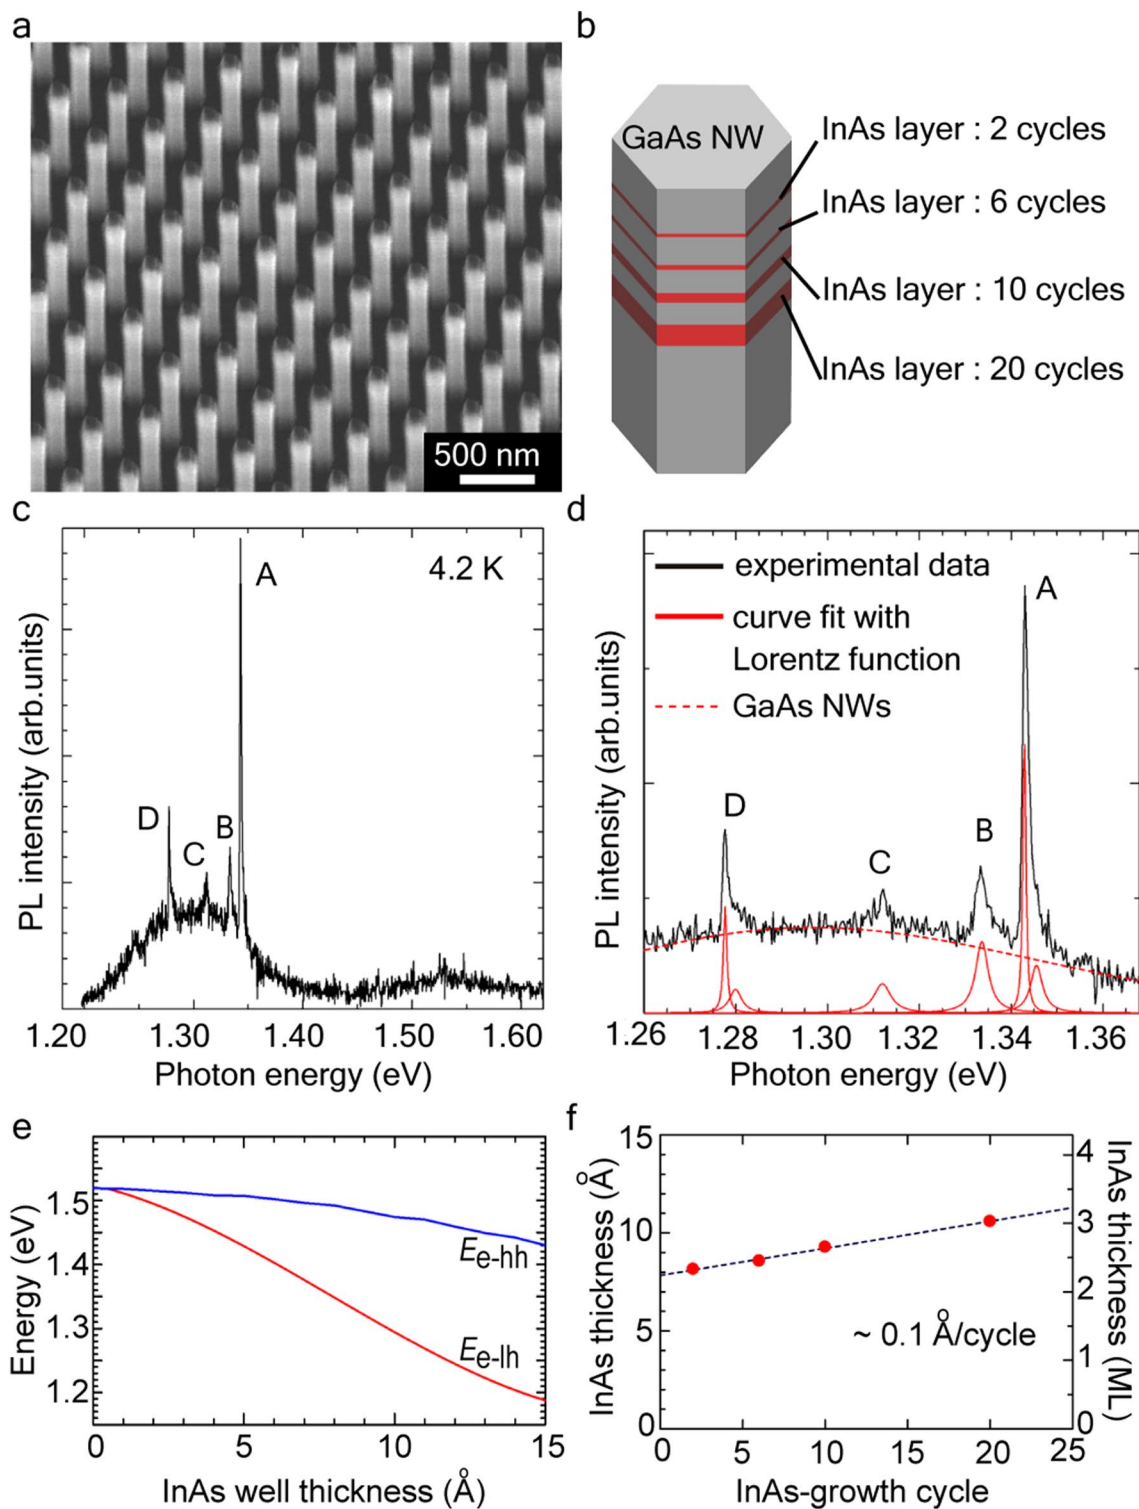 a
500 nm
b
GaAs NW
InAs layer : 2 cycles
InAs layer : 6 cycles
InAs layer : 10 cycles
InAs layer : 20 cycles
c
4.2 K
A
B
C
D
PL intensity (arb.units)
1.20 1.30 1.40 1.50 1.60
Photon energy (eV)
d
experimental data
curve fit with
Lorentz function
GaAs NWs
A
B
C
D
PL intensity (arb.units)
1.26 1.28 1.30 1.32 1.34 1.36
Photon energy (eV)
e
Energy (eV)
1.5
1.4
1.3
1.2
Ee-hh
Ee-lh
0 5 10 15
InAs well thickness (Å)
f
InAs thickness (Å)
15
10
5
0
~ 0.1 Å/cycle
4
3
2
1
0
InAs thickness (ML)
0 5 10 15 20 25
InAs-growth cycle